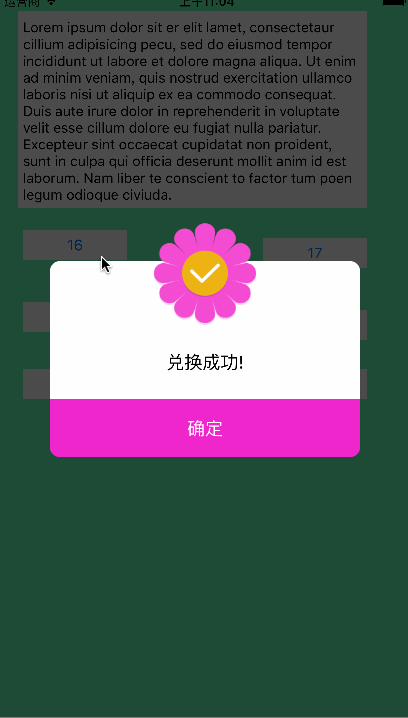 运营商 上午11:04
Lorem ipsum dolor sit er elit lamet, consectetaur
cillium adipisicing pecu, sed do eiusmod tempor
incididunt ut labore et dolore magna aliqua. Ut enim
ad minim veniam, quis nostrud exercitation ullamco
laboris nisi ut aliquip ex ea commodo consequat.
Duis aute irure dolor in reprehenderit in voluptate
velit esse cillum dolore eu fugiat nulla pariatur.
Excepteur sint occaecat cupidatat non proident,
sunt in culpa qui officia deserunt mollit anim id est
laborum. Nam liber te conscient to factor tum poen
legum odioque civiuda.
16
17
兑换成功!
确定